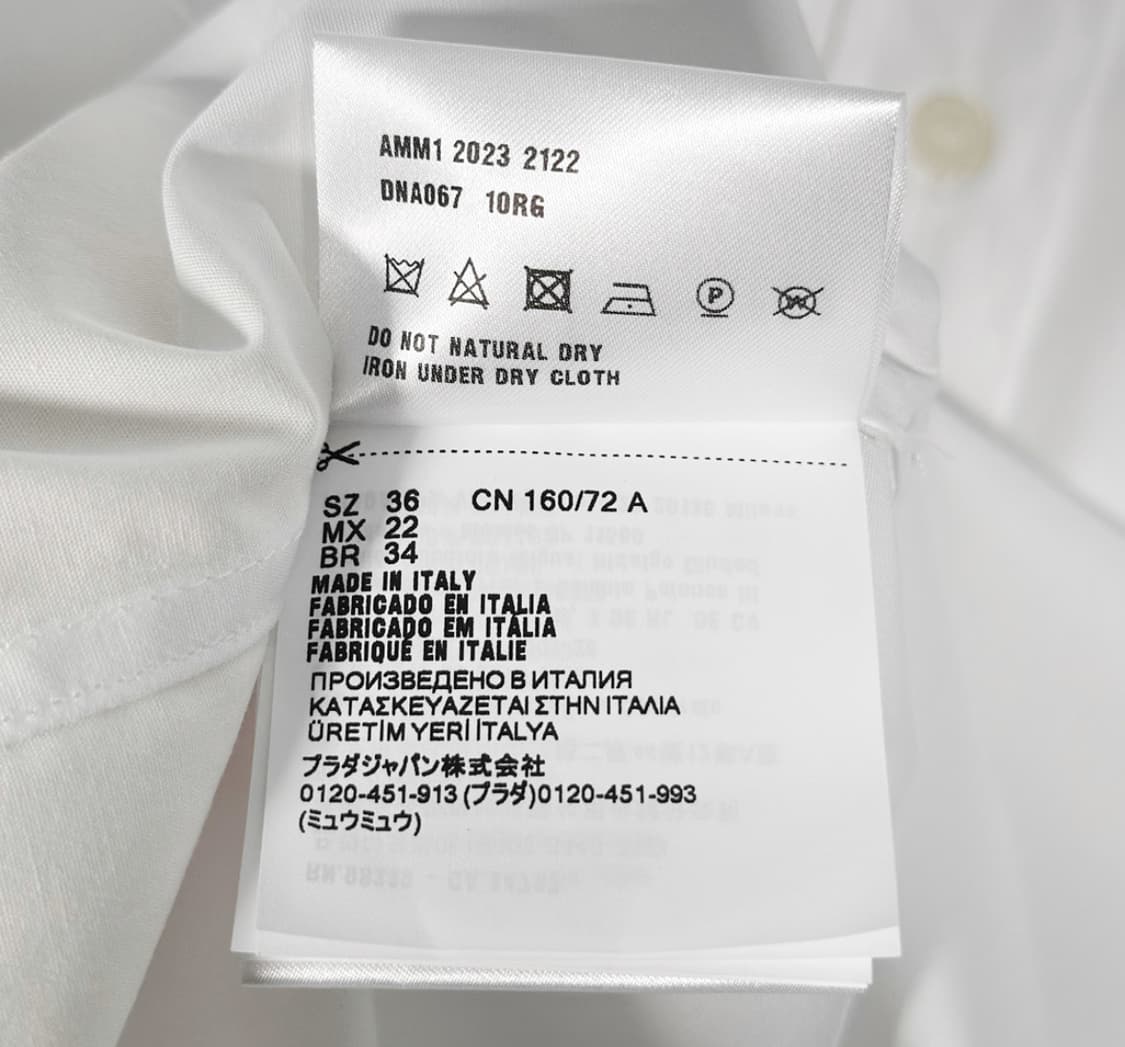 AMM1 2023 2122
DNA067 10RG
P
W
DO NOT NATURAL DRY
IRON UNDER DRY CLOTH
SZ 36 CN 160/72 A
MX 22
BR 34
MADE IN ITALY
FABRICADO EN ITALIA
FABRICADO EM ITÁLIA
FABRIQUÉ EN ITALIE
ПРОИЗВЕДЕНО В ИТАЛИЯ
ΚΑΤΑΣΚΕΥΑΖΕΤΑΙ ΣΤΗΝ ΙΤΑΛΙΑ
ÜRETİM YERİ İTALYA
プラダジャパン株式会社
0120-451-913 (プラダ)0120-451-993
(ミュウミュウ)